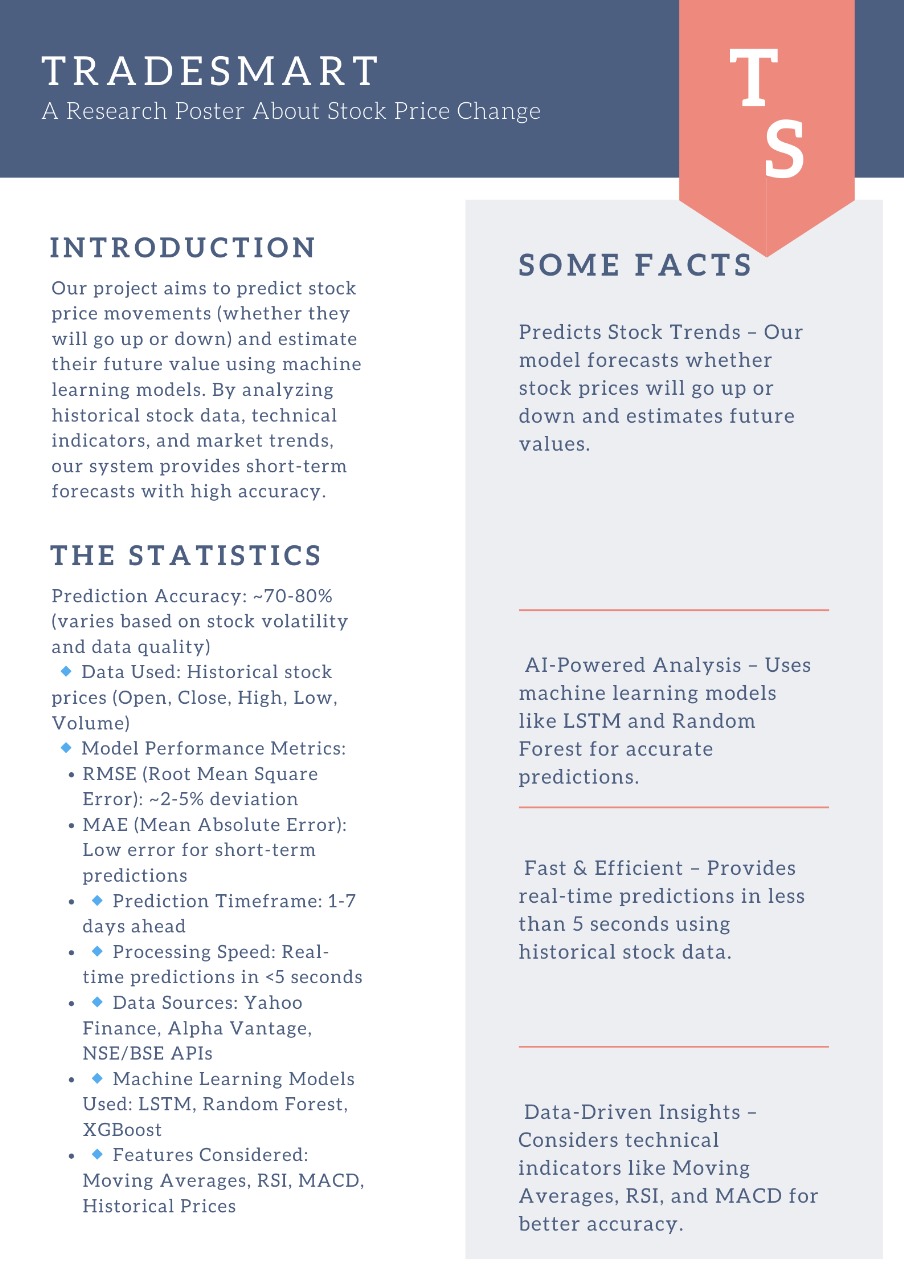 TRADESMART
A Research Poster About Stock Price Change
T
S
INTRODUCTION
Our project aims to predict stock
price movements (whether they
will go up or down) and estimate
their future value using machine
learning models. By analyzing
historical stock data, technical
indicators, and market trends,
our system provides short-term
forecasts with high accuracy.
THE STATISTICS
Prediction Accuracy: ~70-80%
(varies based on stock volatility
and data quality)
🔹 Data Used: Historical stock
prices (Open, Close, High, Low,
Volume)
🔹 Model Performance Metrics:
• RMSE (Root Mean Square
Error): ~2-5% deviation
• MAE (Mean Absolute Error):
Low error for short-term
predictions
• 🔹 Prediction Timeframe: 1-7
days ahead
• 🔹 Processing Speed: Real-
time predictions in <5 seconds
• 🔹 Data Sources: Yahoo
Finance, Alpha Vantage,
NSE/BSE APIs
• 🔹 Machine Learning Models
Used: LSTM, Random Forest,
XGBoost
• 🔹 Features Considered:
Moving Averages, RSI, MACD,
Historical Prices
SOME FACTS
Predicts Stock Trends – Our
model forecasts whether
stock prices will go up or
down and estimates future
values.
AI-Powered Analysis – Uses
machine learning models
like LSTM and Random
Forest for accurate
predictions.
Fast & Efficient – Provides
real-time predictions in less
than 5 seconds using
historical stock data.
Data-Driven Insights –
Considers technical
indicators like Moving
Averages, RSI, and MACD for
better accuracy.